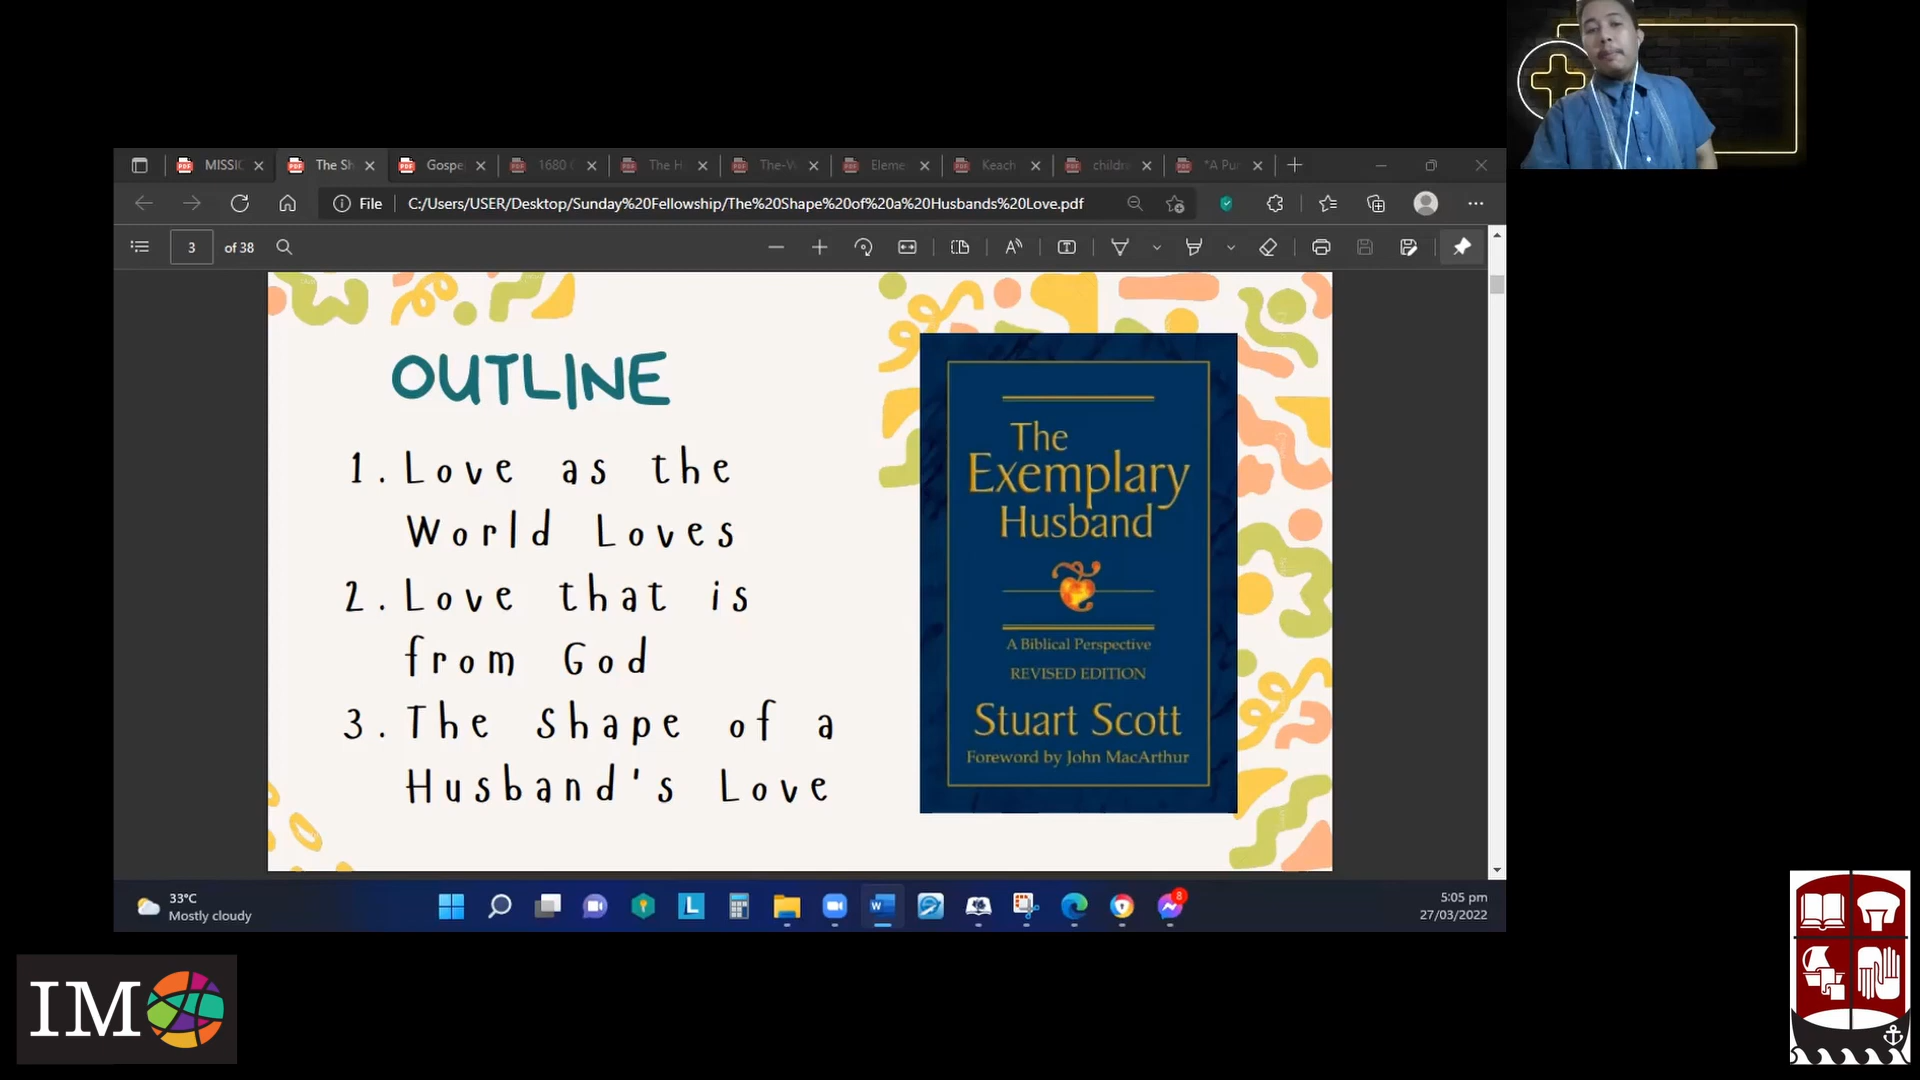 MISSIC
The Sh
Gospe
1680 C
The H
The-V
Eleme
Keach
childre
*A Pur
File
C:/Users/USER/Desktop/Sunday%20Fellowship/The%20Shape%20of%20a%20Husbands%20Love.pdf
3
of 38
OUTLINE
1. Love as the
World Loves
2. Love that is
from God
3. The Shape of a
Husband's Love
The
Exemplary
Husband
A Biblical Perspective
REVISED EDITION
Stuart Scott
Foreword by John MacArthur
33°C
Mostly cloudy
L
W
8
5:05 pm
27/03/2022
IM